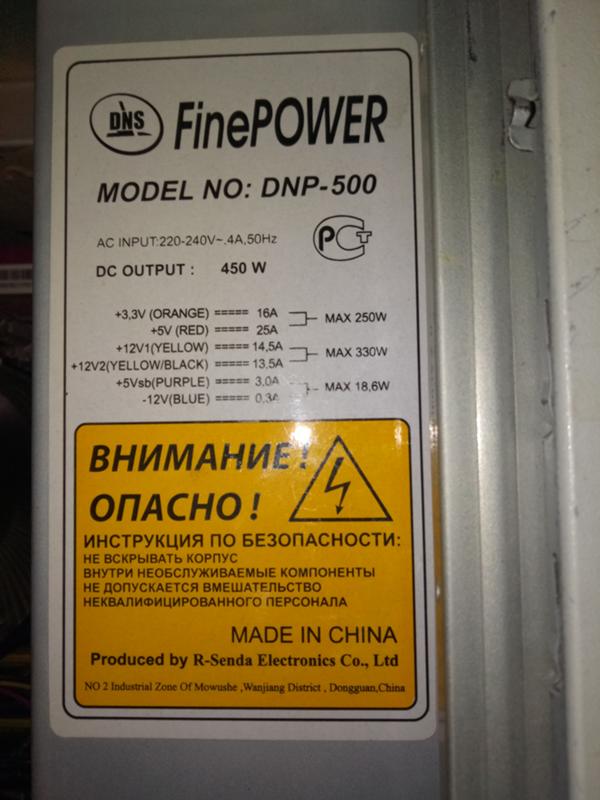 DNS FinePOWER
MODEL NO: DNP-500
AC INPUT:220-240V~.4A,50Hz
PCT
DC OUTPUT : 450 W
+3,3V (ORANGE) ===== 16A
+5V (RED) ===== 25A
MAX 250W
+12V1(YELLOW) ===== 14,5A
+12V2(YELLOW/BLACK) ===== 13,5A
MAX 330W
+5Vsb(PURPLE) ===== 3,0A
-12V(BLUE) ===== 0,3A
MAX 18,6W
ВНИМАНИЕ!
ОПАСНО!
ИНСТРУКЦИЯ ПО БЕЗОПАСНОСТИ:
НЕ ВСКРЫВАТЬ КОРПУС
ВНУТРИ НЕОБСЛУЖИВАЕМЫЕ КОМПОНЕНТЫ
НЕ ДОПУСКАЕТСЯ ВМЕШАТЕЛЬСТВО
НЕКВАЛИФИЦИРОВАННОГО ПЕРСОНАЛА
MADE IN CHINA
Produced by R-Senda Electronics Co., Ltd
NO 2 Industrial Zone Of Mowushe ,Wanjiang District , Dongguan,China